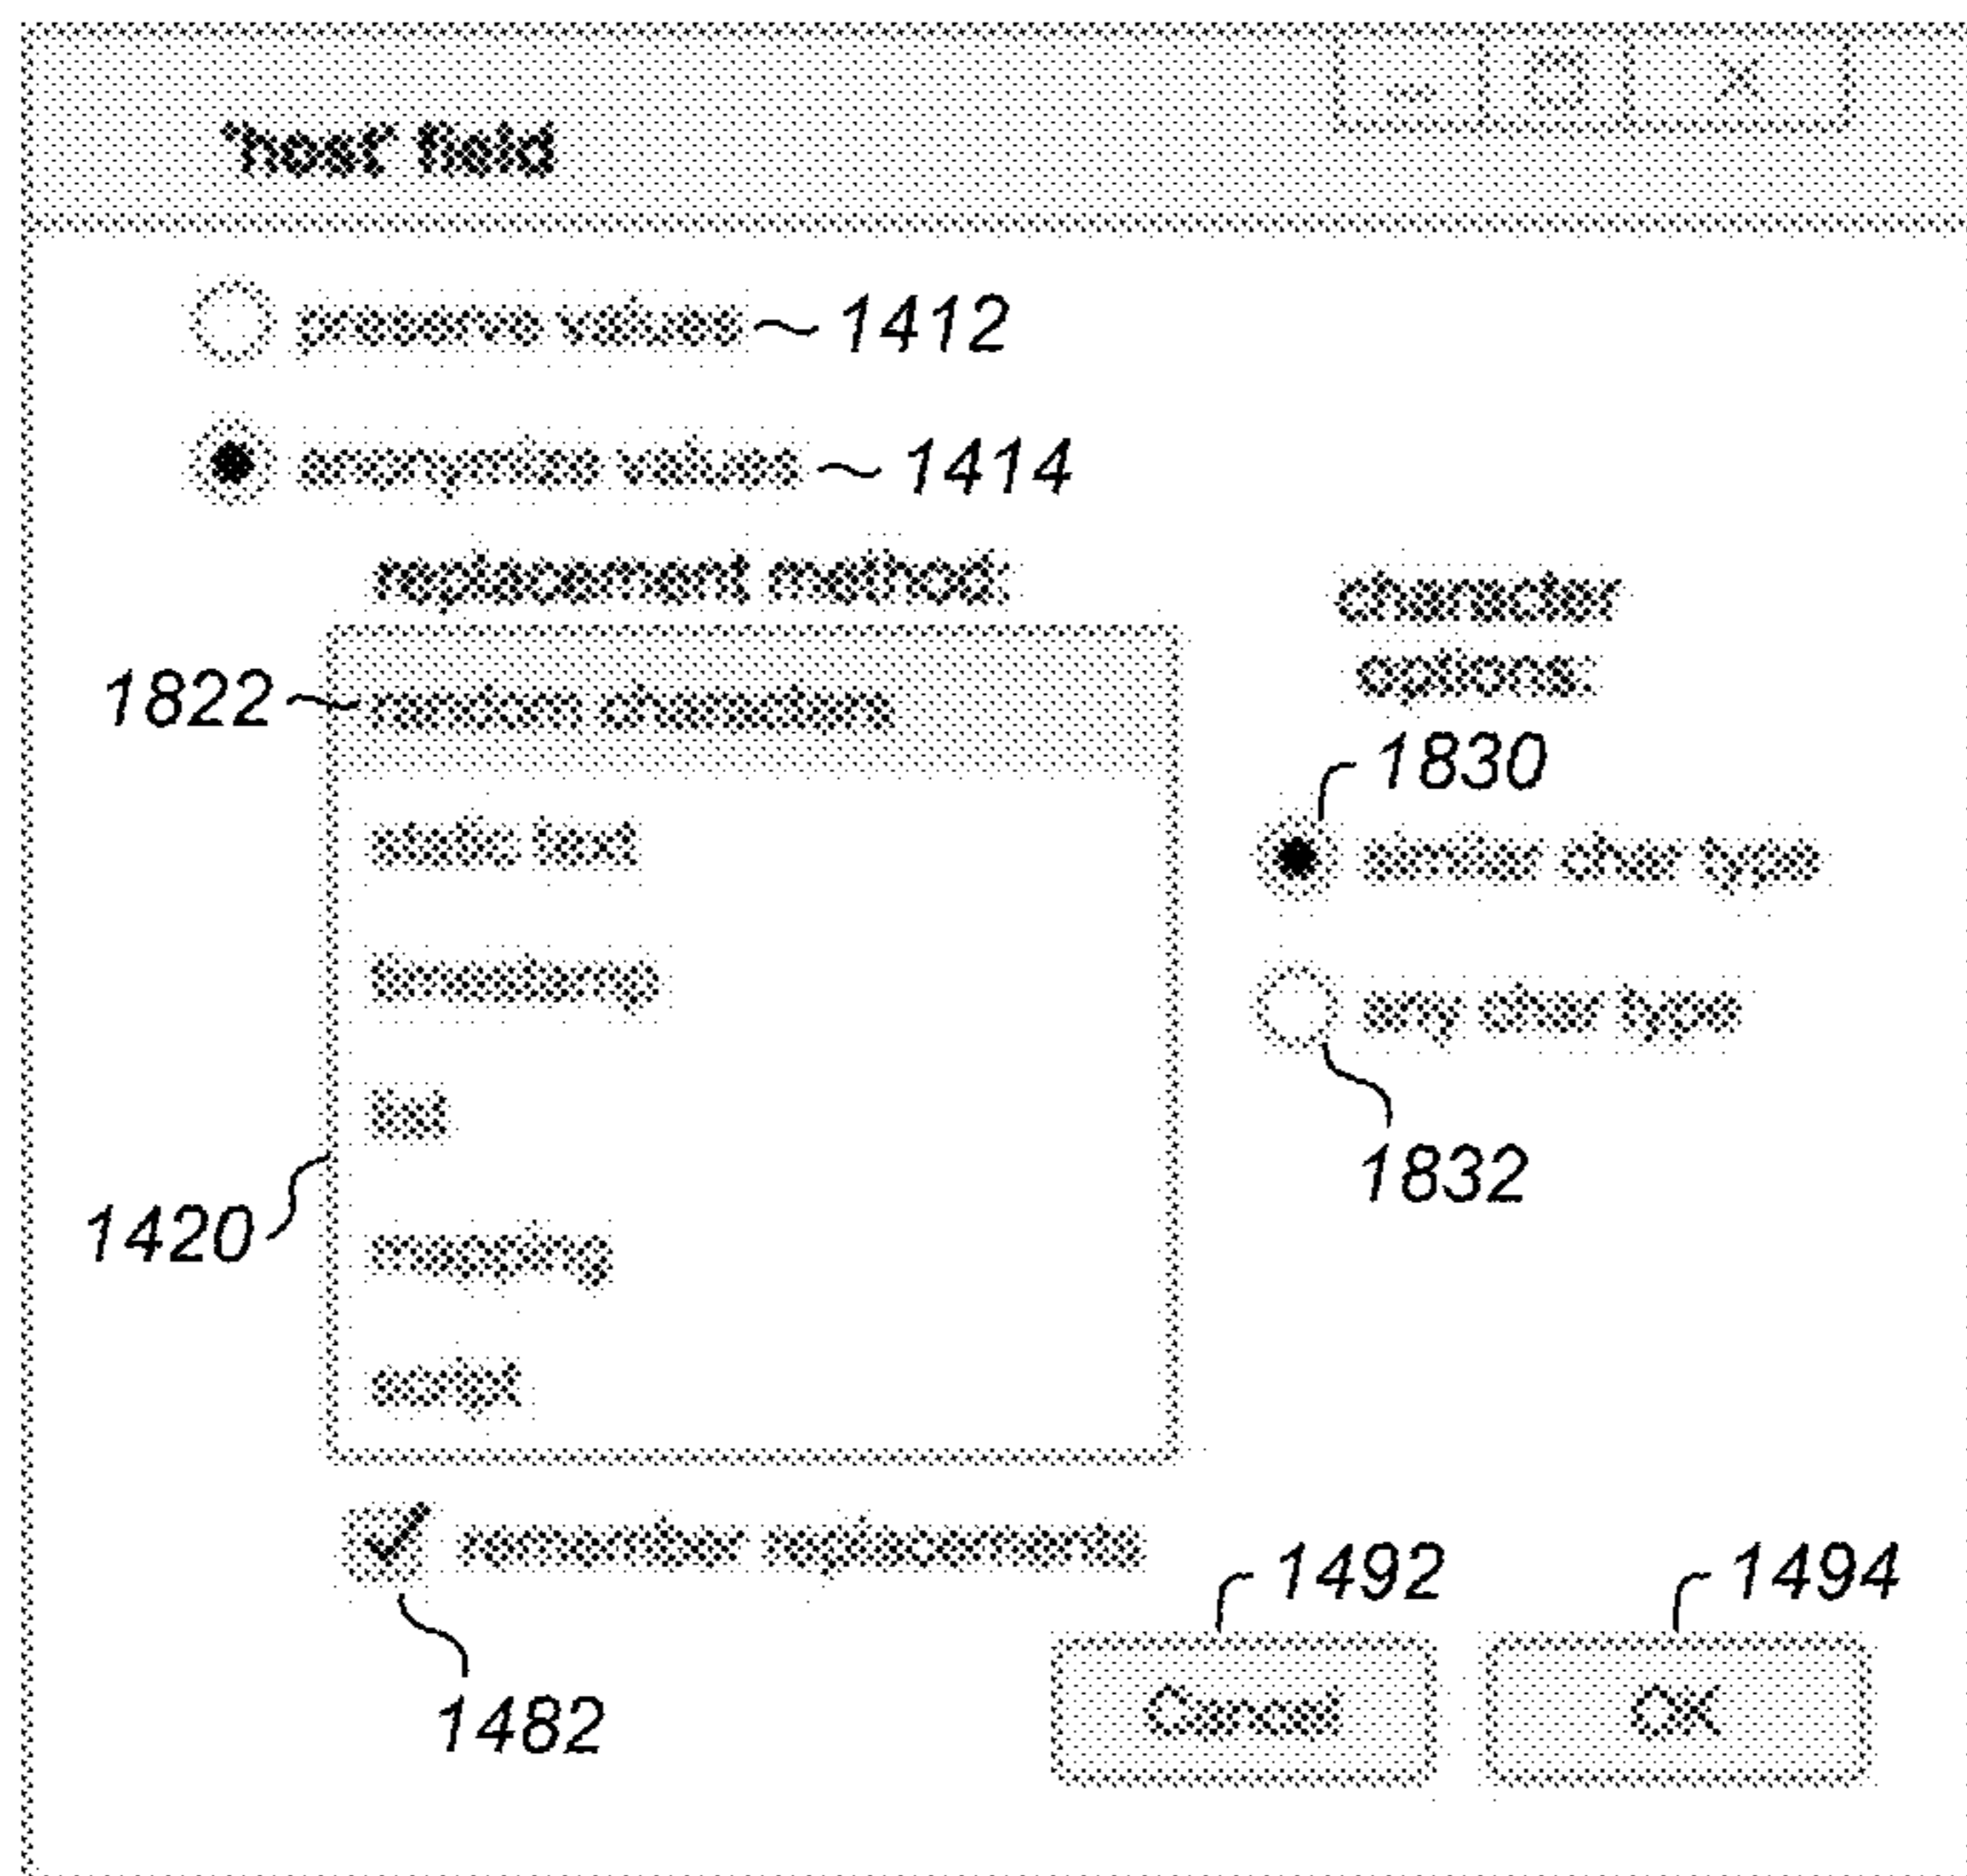 "host" field
preserve values 1412
anonymize values 1414
replacement method:
1822 random characters
static text
timestamp
list
mapping
script
1420
character
options:
1830
similar char type
any char type
1832
remember replacements
1482
1492
Cancel
1494
OK